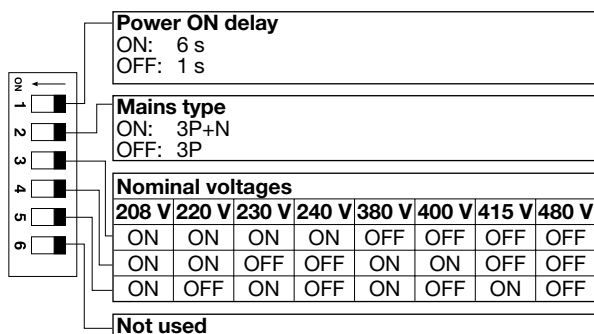 Power ON delay
ON: 6 s
OFF: 1 s
ON
1
2
3
4
5
6
Mains type
ON: 3P+N
OFF: 3P
Nominal voltages
208 V 220 V 230 V 240 V 380 V 400 V 415 V 480 V
ON ON ON ON OFF OFF OFF OFF
ON ON OFF OFF ON ON OFF OFF
ON OFF ON OFF ON OFF ON OFF
Not used